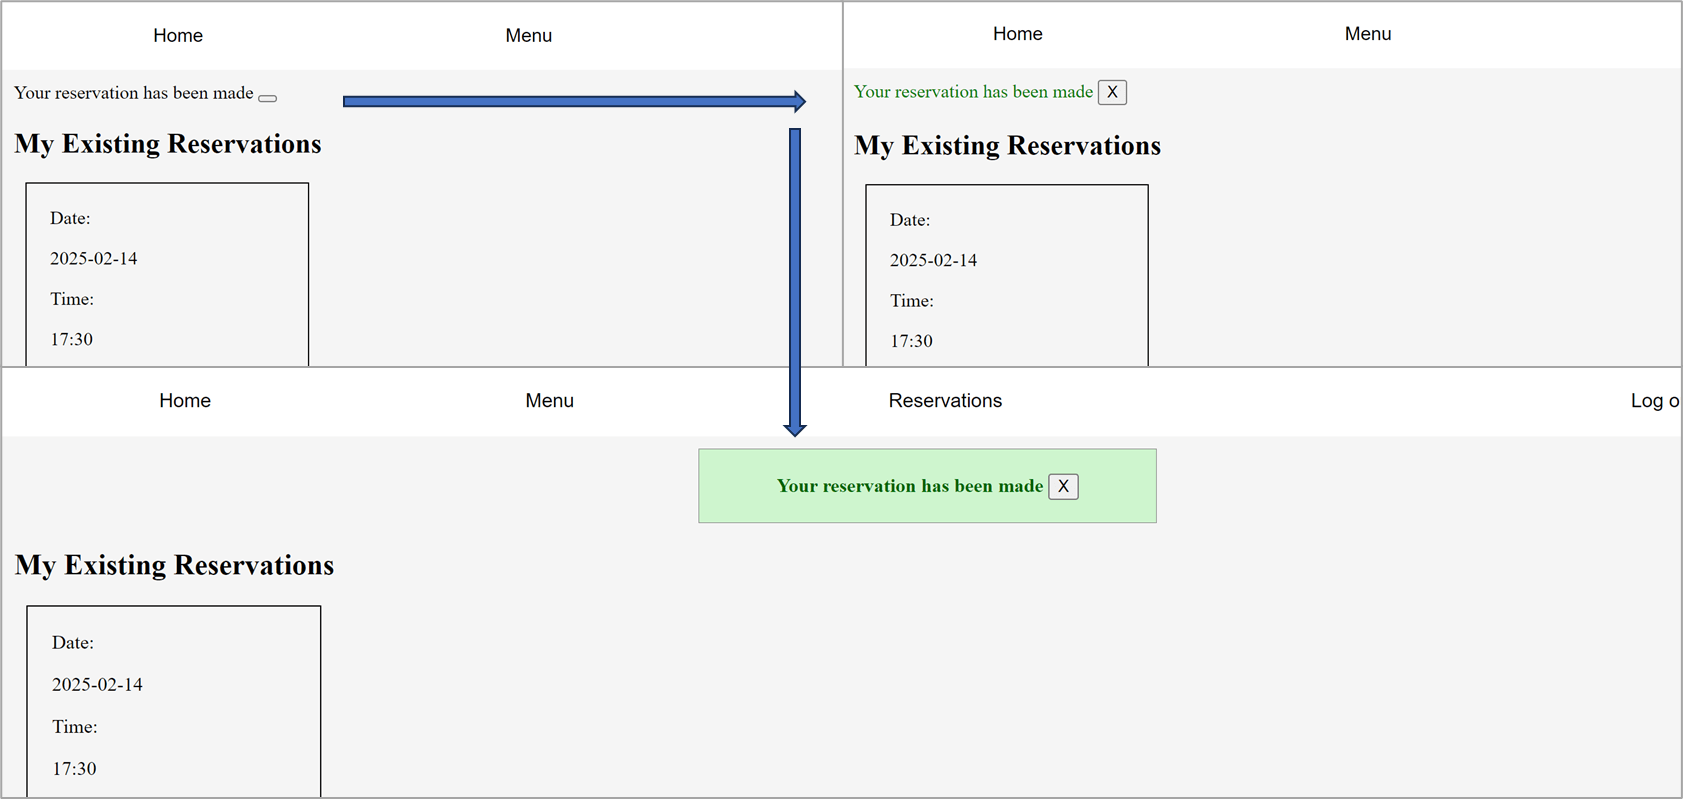 Home Menu
Your reservation has been made
My Existing Reservations
Date:
2025-02-14
Time:
17:30
Home Menu
Your reservation has been made X
My Existing Reservations
Date:
2025-02-14
Time:
17:30
Home Menu Reservations Log o
Your reservation has been made X
My Existing Reservations
Date:
2025-02-14
Time:
17:30